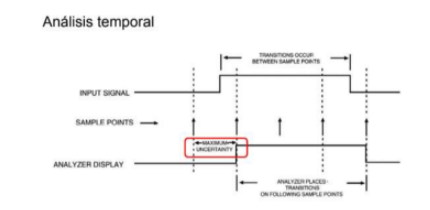 Análisis temporal
TRANSITIONS OCCUR
BETWEEN SAMPLE POINTS
INPUT SIGNAL
SAMPLE POINTS
MAXIMUM
UNCERTAINTY
ANALYZER DISPLAY
ANALYZER PLACES-
TRANSITIONS
ON FOLLOWING SAMPLE POINTS